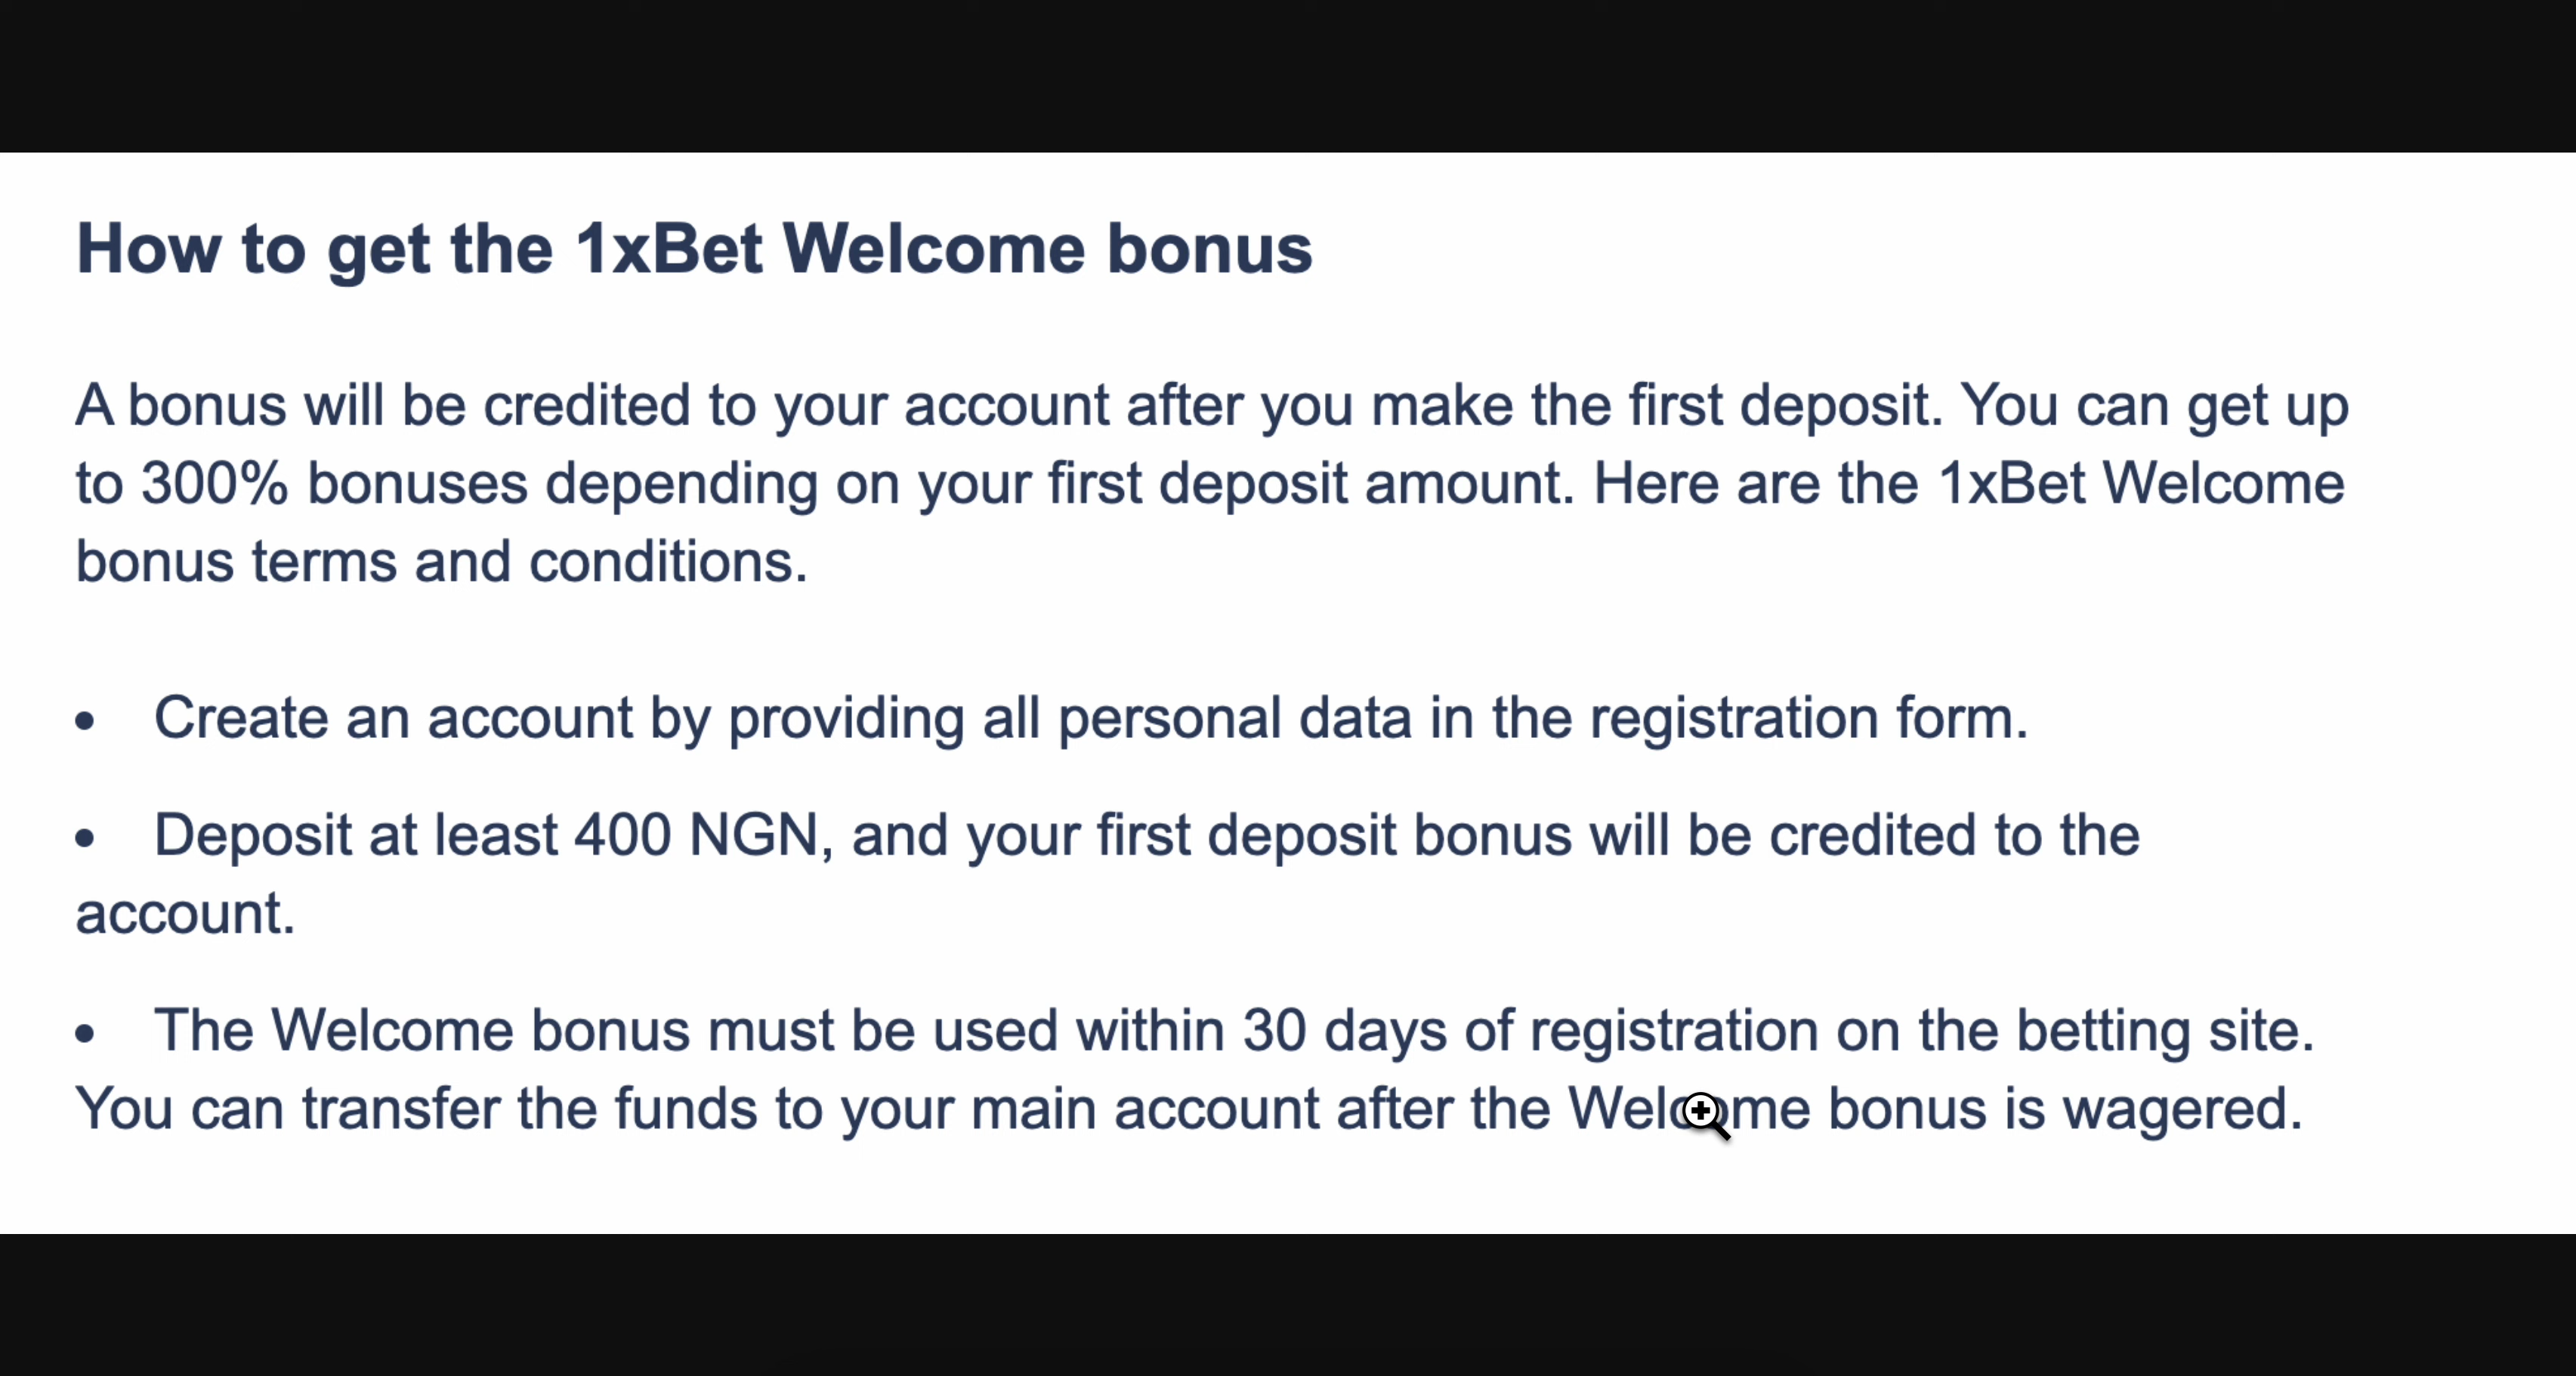 How to get the 1xBet Welcome bonus
A bonus will be credited to your account after you make the first deposit. You can get up
to 300% bonuses depending on your first deposit amount. Here are the 1xBet Welcome
bonus terms and conditions.
• Create an account by providing all personal data in the registration form.
• Deposit at least 400 NGN, and your first deposit bonus will be credited to the
account.
• The Welcome bonus must be used within 30 days of registration on the betting site.
You can transfer the funds to your main account after the Welcome bonus is wagered.